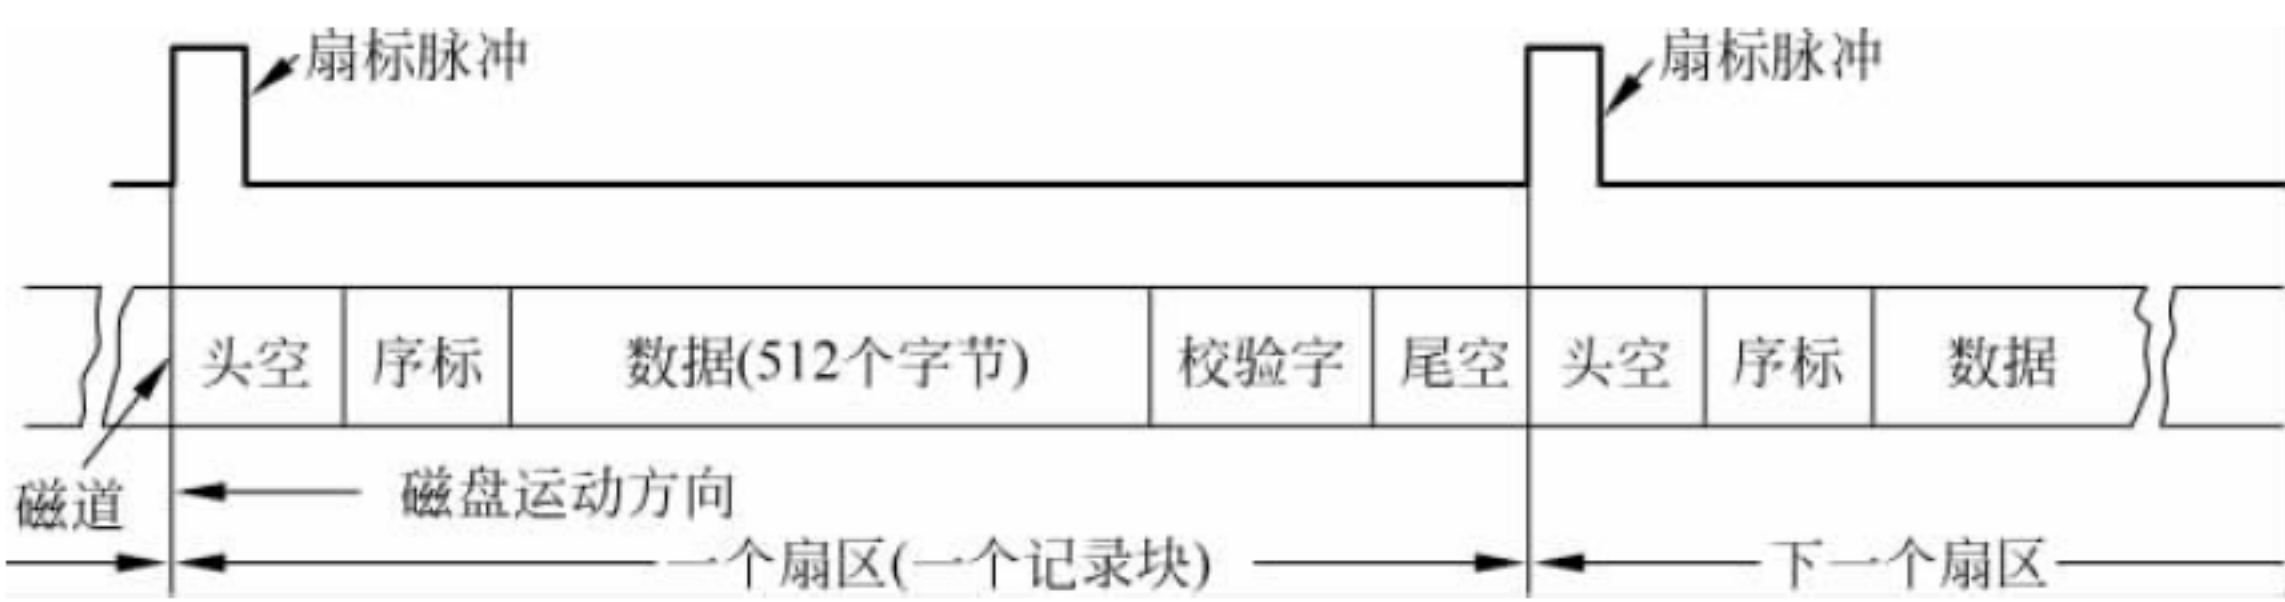 扇标脉冲 扇标脉冲
头空 序标 数据(512个字节) 校验字 尾空 头空 序标 数据
磁道 磁盘运动方向
一个扇区(一个记录块) 下一个扇区